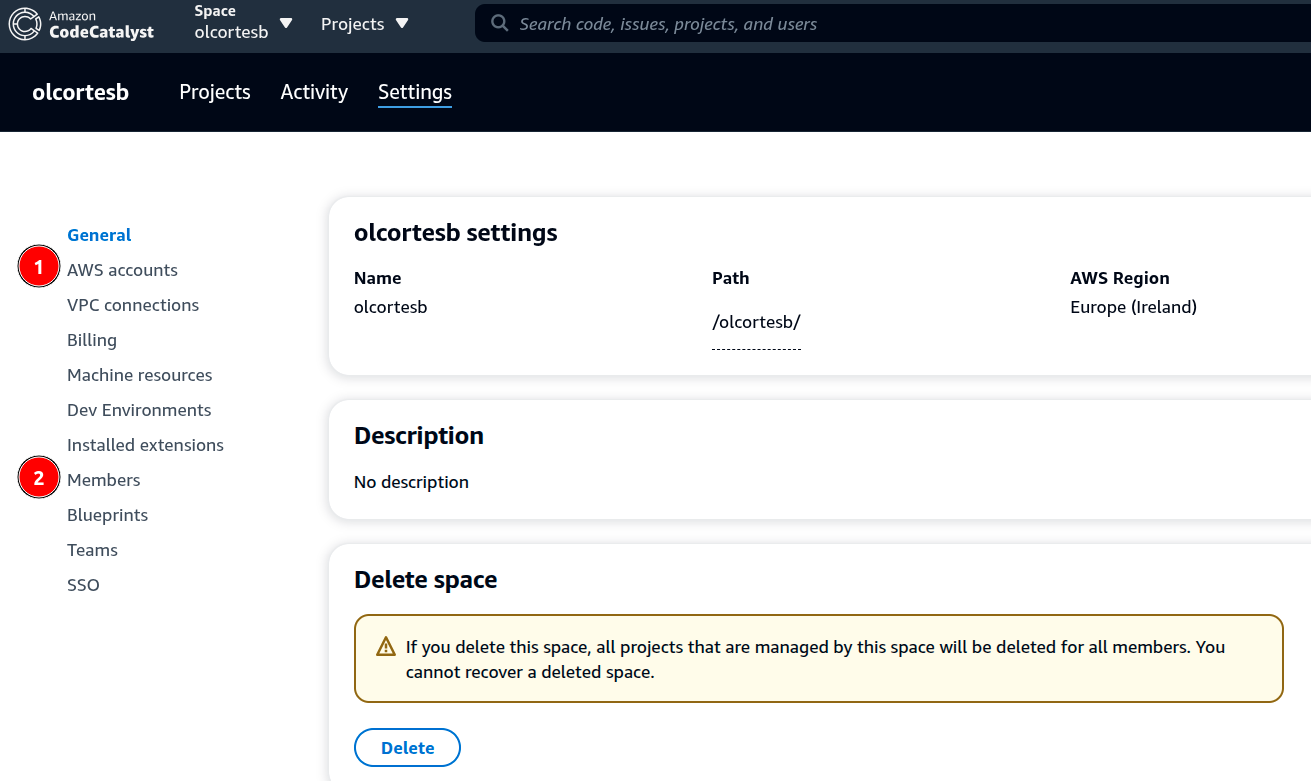 Amazon
CodeCatalyst
Space
olcortesb
Projects
Search code, issues, projects, and users
olcortesb
Projects
Activity
Settings
General
1
AWS accounts
VPC connections
Billing
Machine resources
Dev Environments
Installed extensions
2
Members
Blueprints
Teams
SSO
olcortesb settings
Name
olcortesb
Path
/olcortesb/
AWS Region
Europe (Ireland)
Description
No description
Delete space
If you delete this space, all projects that are managed by this space will be deleted for all members. You
cannot recover a deleted space.
Delete